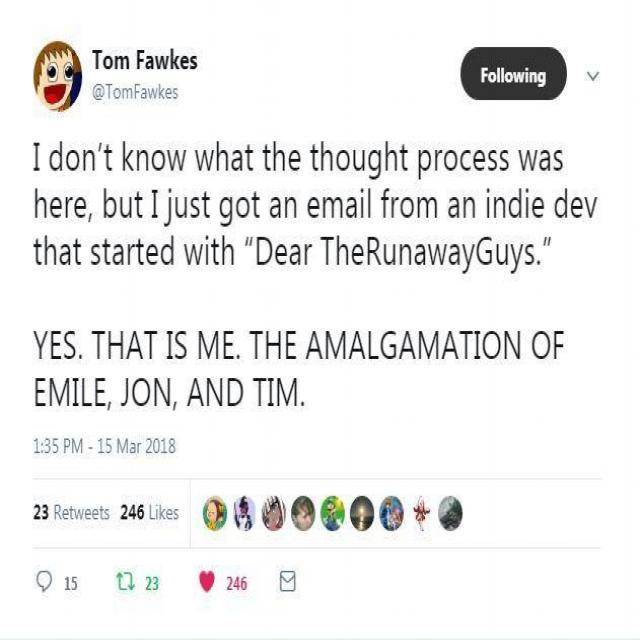 Tom Fawkes
@TomFawkes
Following
I don't know what the thought process was
here, but I just got an email from an indie dev
that started with "Dear TheRunawayGuys."
YES. THAT IS ME. THE AMALGAMATION OF
EMILE, JON, AND TIM.
1:35 PM - 15 Mar 2018
23 Retweets 246 Likes
15 23 246